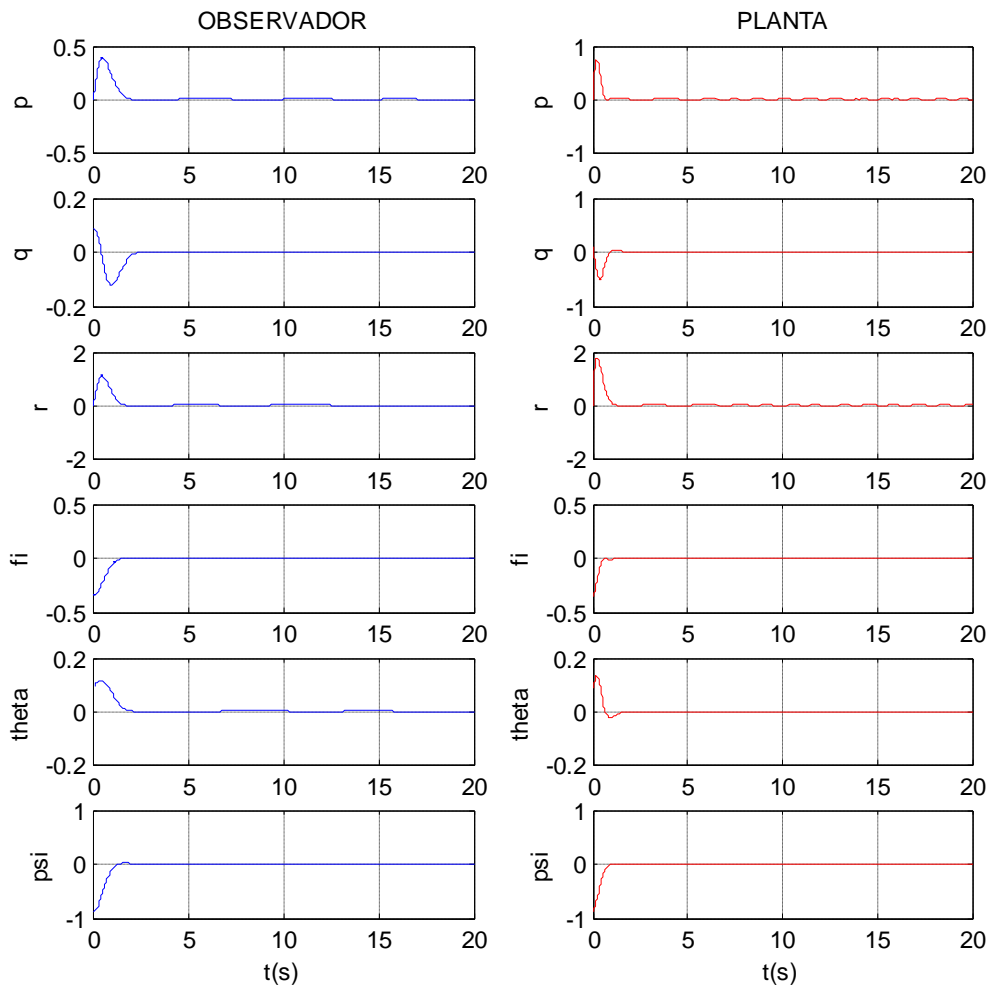 OBSERVADOR PLANTA
0.5 1
p 0 p 0
-0.5 -1
0 5 10 15 20 0 5 10 15 20
0.2 1
q 0 q 0
-0.2 -1
0 5 10 15 20 0 5 10 15 20
2 2
r 0 r 0
-2 -2
0 5 10 15 20 0 5 10 15 20
0.5 0.5
fi 0 fi 0
-0.5 -0.5
0 5 10 15 20 0 5 10 15 20
0.2 0.2
theta 0 theta 0
-0.2 -0.2
0 5 10 15 20 0 5 10 15 20
1 1
psi 0 psi 0
-1 -1
0 5 10 15 20 0 5 10 15 20
t(s) t(s)